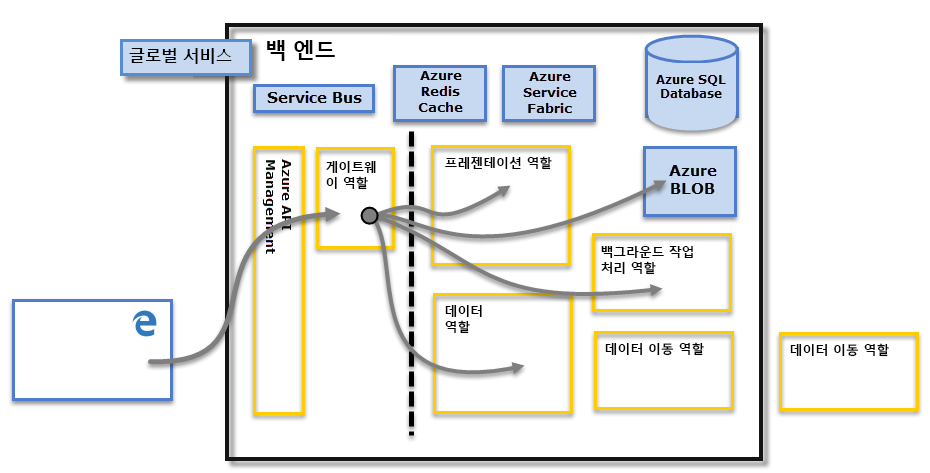 글로벌 서비스
백 엔드
Service Bus
Azure
Redis
Cache
Azure
Service
Fabric
Azure SQL
Database
Azure API
Management
게이트웨
이 역할
프레젠테이션 역할
Azure
BLOB
백그라운드 작업
처리 역할
데이터
역할
데이터 이동 역할
데이터 이동 역할